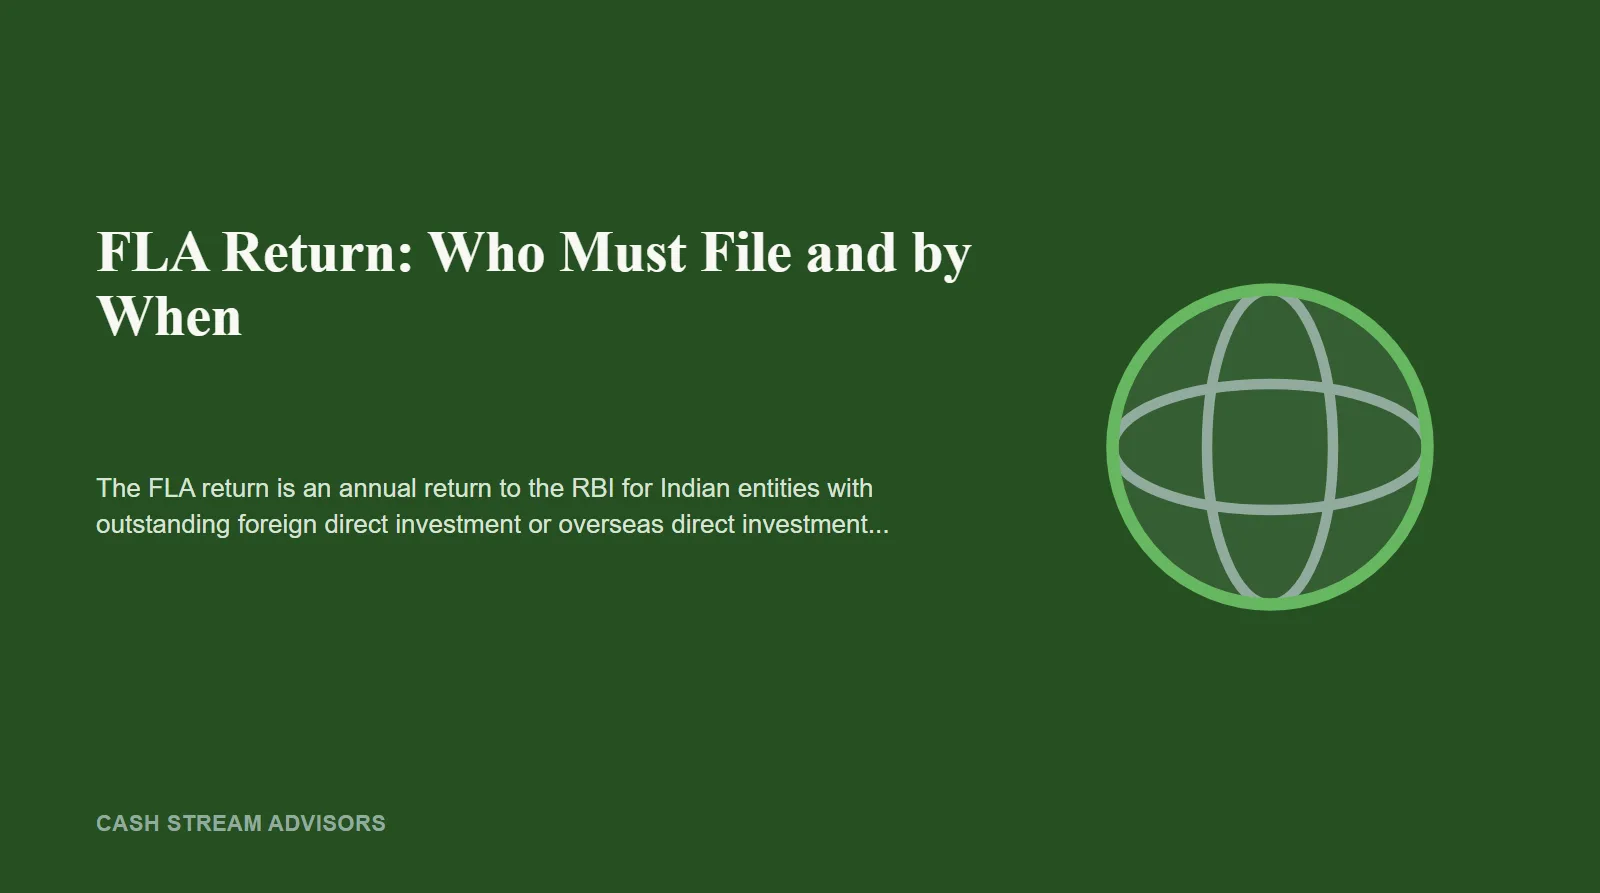 FLA Return: Who Must File and by
When
The FLA return is an annual return to the RBI for Indian entities with
outstanding foreign direct investment or overseas direct investment...
CASH STREAM ADVISORS